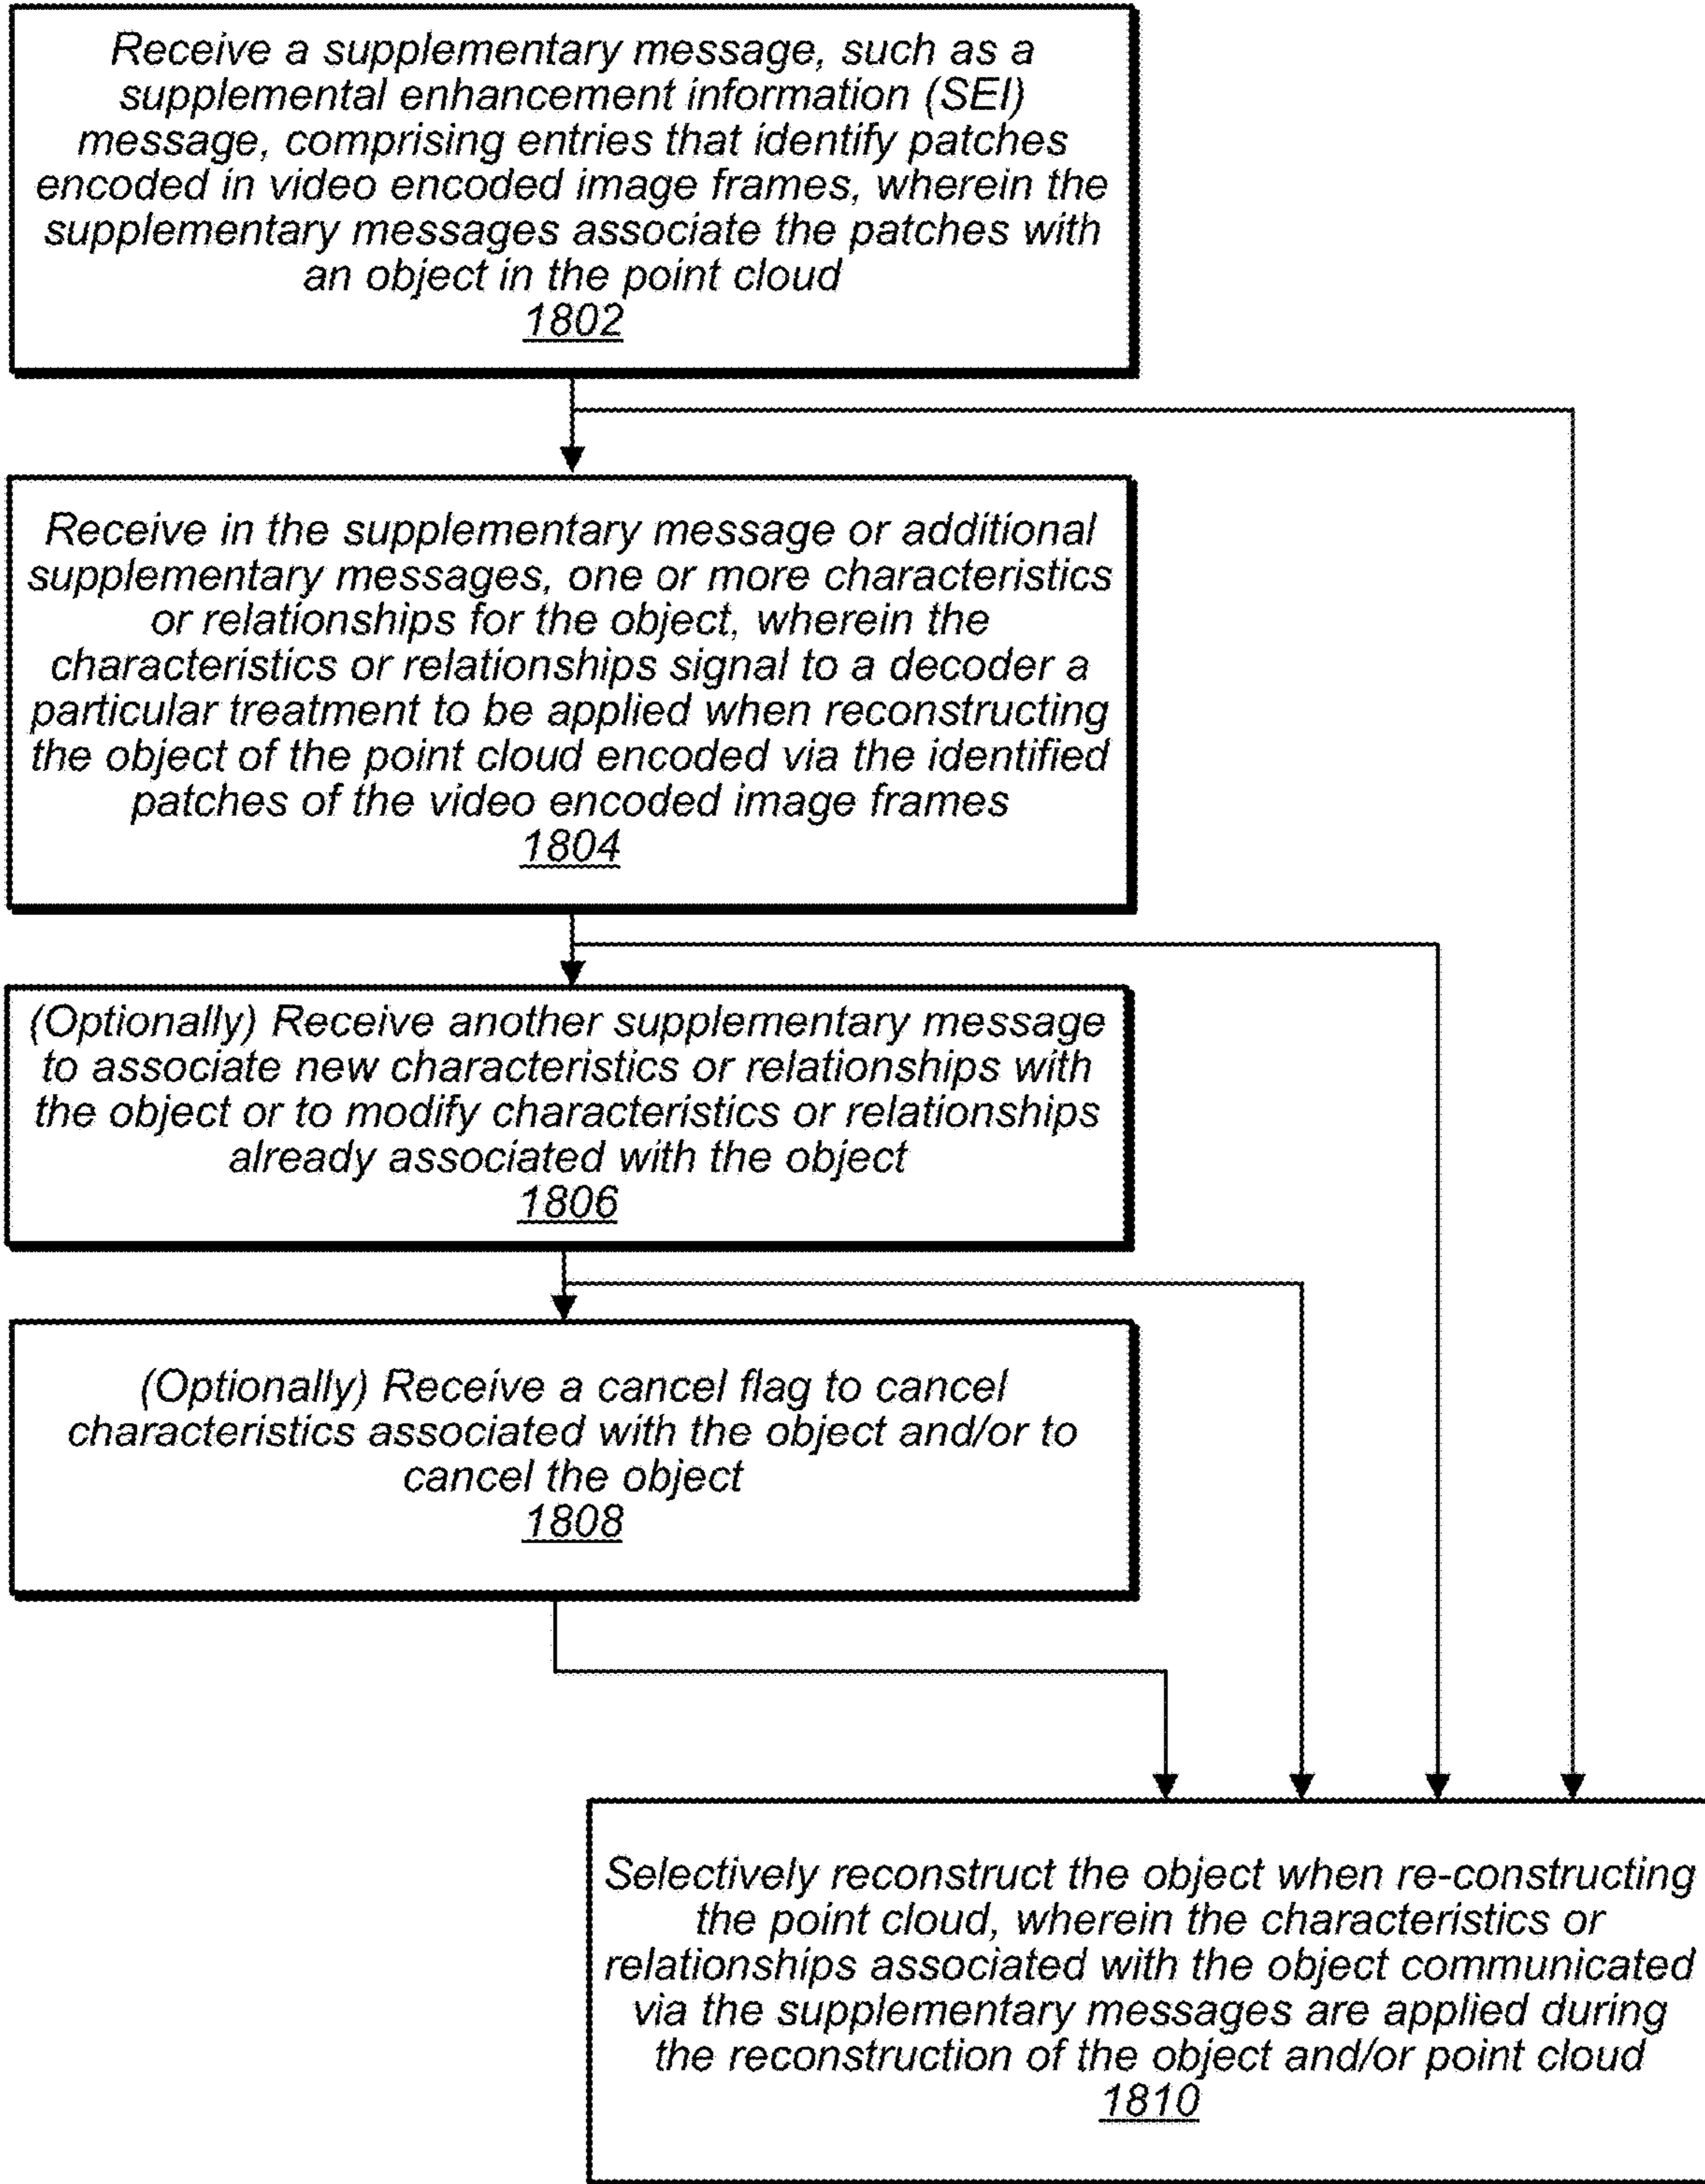 Receive a supplementary message, such as a
supplemental enhancement information (SEI)
message, comprising entries that identify patches
encoded in video encoded image frames, wherein the
supplementary messages associate the patches with
an object in the point cloud
1802
Receive in the supplementary message or additional
supplementary messages, one or more characteristics
or relationships for the object, wherein the
characteristics or relationships signal to a decoder a
particular treatment to be applied when reconstructing
the object of the point cloud encoded via the identified
patches of the video encoded image frames
1804
(Optionally) Receive another supplementary message
to associate new characteristics or relationships with
the object or to modify characteristics or relationships
already associated with the object
1806
(Optionally) Receive a cancel flag to cancel
characteristics associated with the object and/or to
cancel the object
1808
Selectively reconstruct the object when re-constructing
the point cloud, wherein the characteristics or
relationships associated with the object communicated
via the supplementary messages are applied during
the reconstruction of the object and/or point cloud
1810